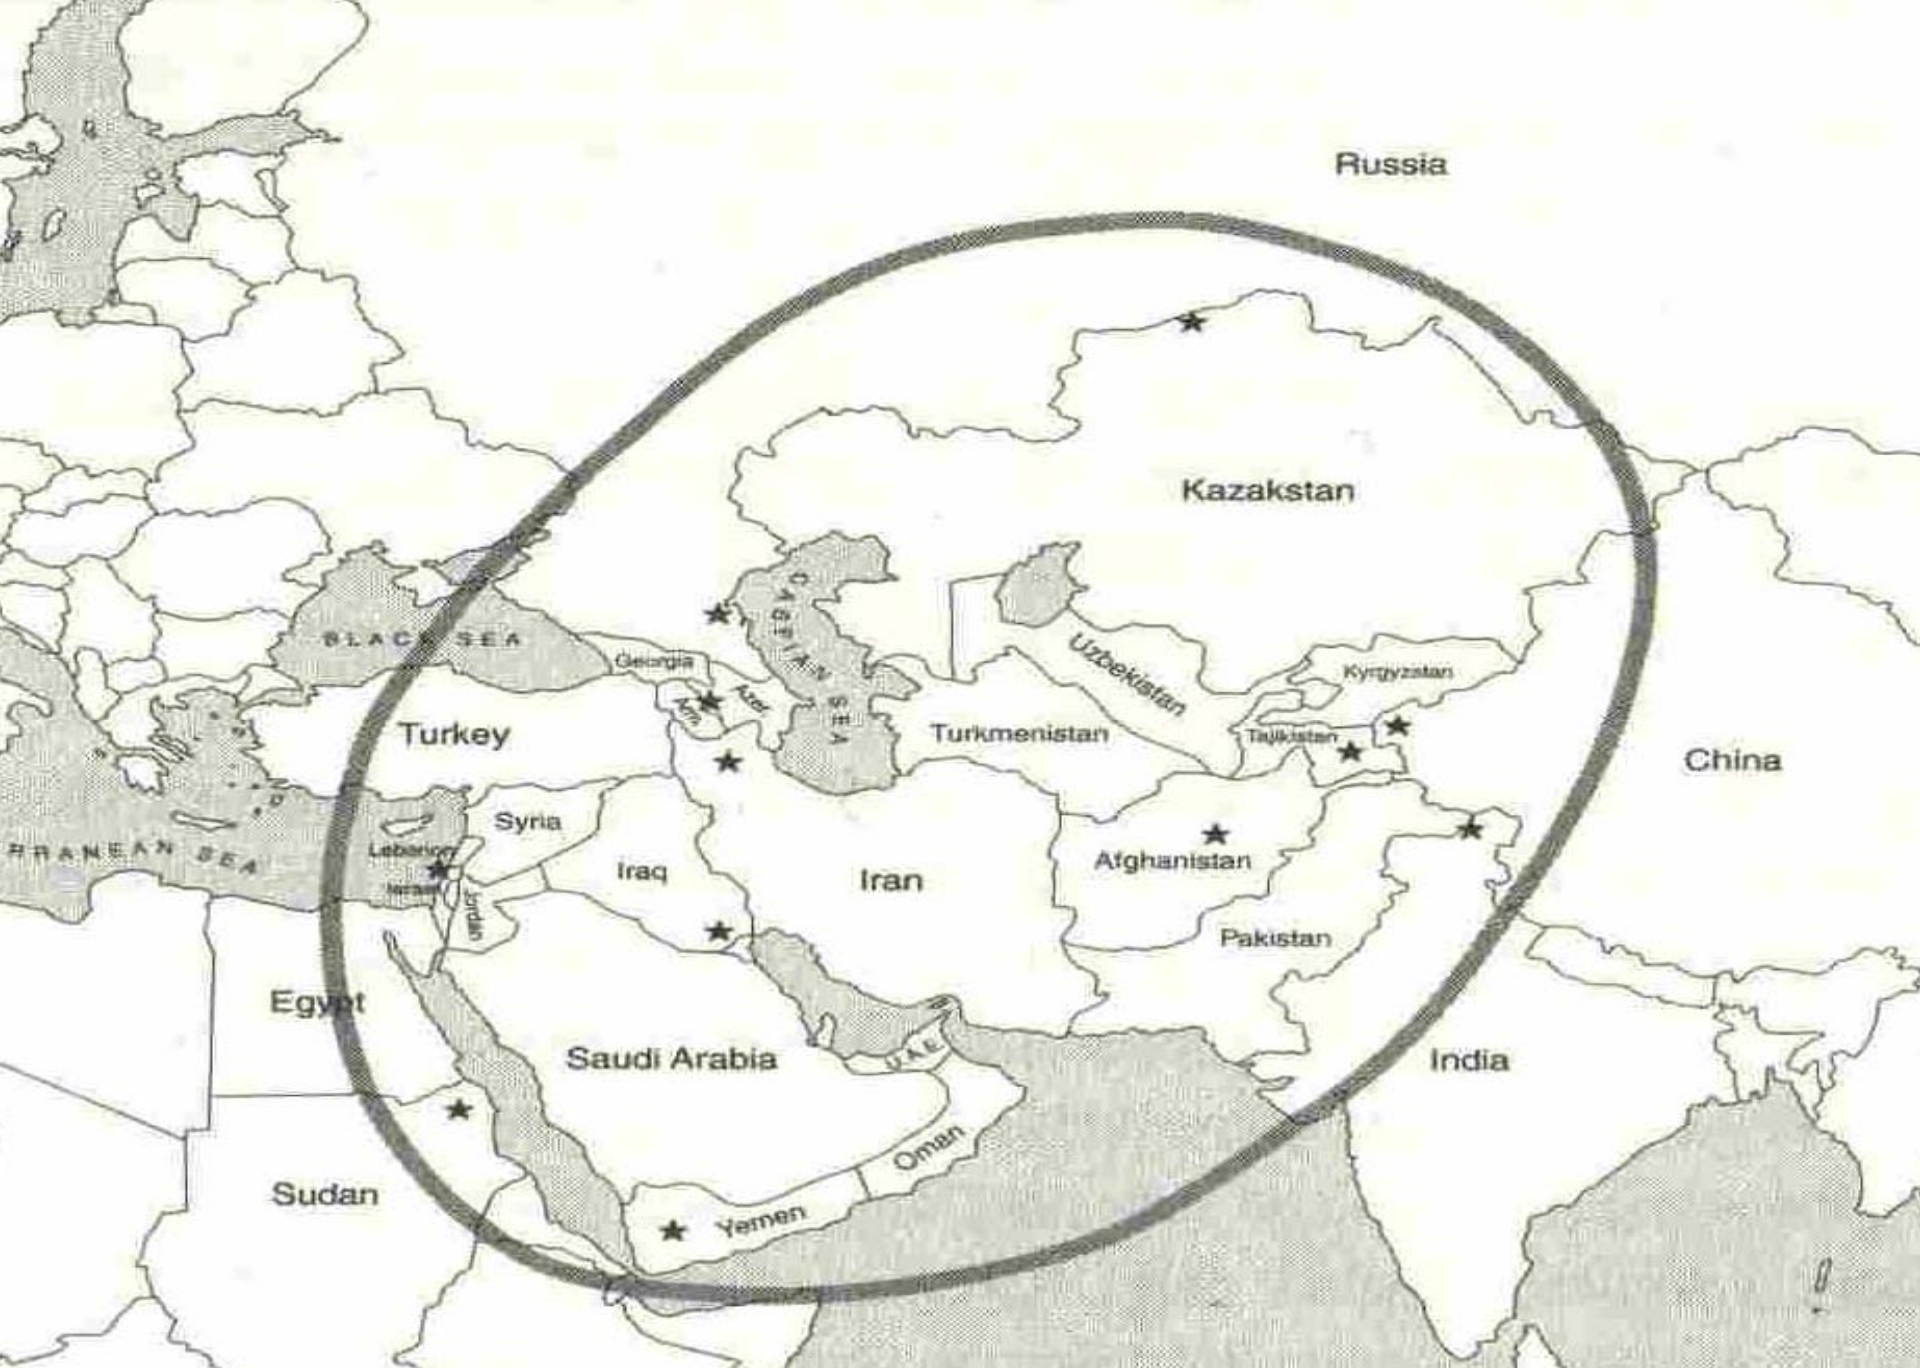 Russia
Kazakstan
BLACK SEA
CASPIAN SEA
Georgia
Uzbekistan
Kyrgyzstan
Arm.
Azer
Turkey
Turkmenistan
Tajikistan
China
Syria
RRANEAN SEA
Lebanon
Afghanistan
Iraq
Iran
Israel
Jordan
Pakistan
Egypt
Saudi Arabia
U.A.E.
India
Oman
Sudan
Yemen